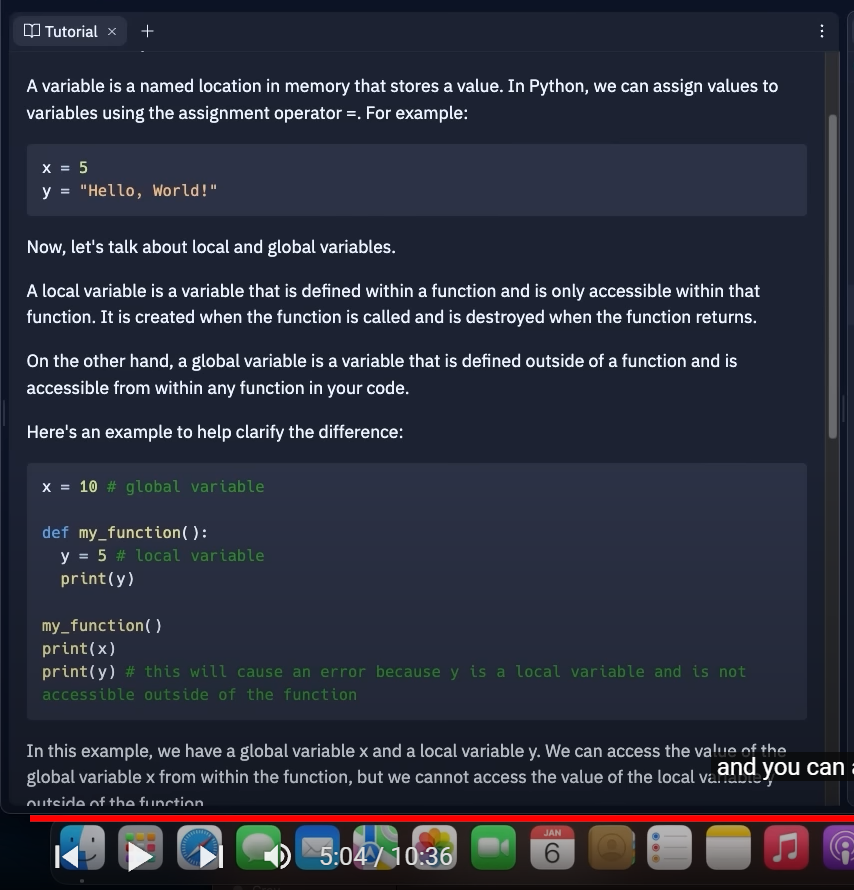 Tutorial
A variable is a named location in memory that stores a value. In Python, we can assign values to
variables using the assignment operator =. For example:
x = 5
y = "Hello, World!"
Now, let's talk about local and global variables.
A local variable is a variable that is defined within a function and is only accessible within that
function. It is created when the function is called and is destroyed when the function returns.
On the other hand, a global variable is a variable that is defined outside of a function and is
accessible from within any function in your code.
Here's an example to help clarify the difference:
x = 10 # global variable
def my_function():
y = 5 # local variable
print(y)
my_function()
print(x)
print(y) # this will cause an error because y is a local variable and is not
accessible outside of the function
In this example, we have a global variable x and a local variable y. We can access the value of the
global variable x from within the function, but we cannot access the value of the local variable y
outside of the function.
and you can
5:04 / 10:36
JAN
6